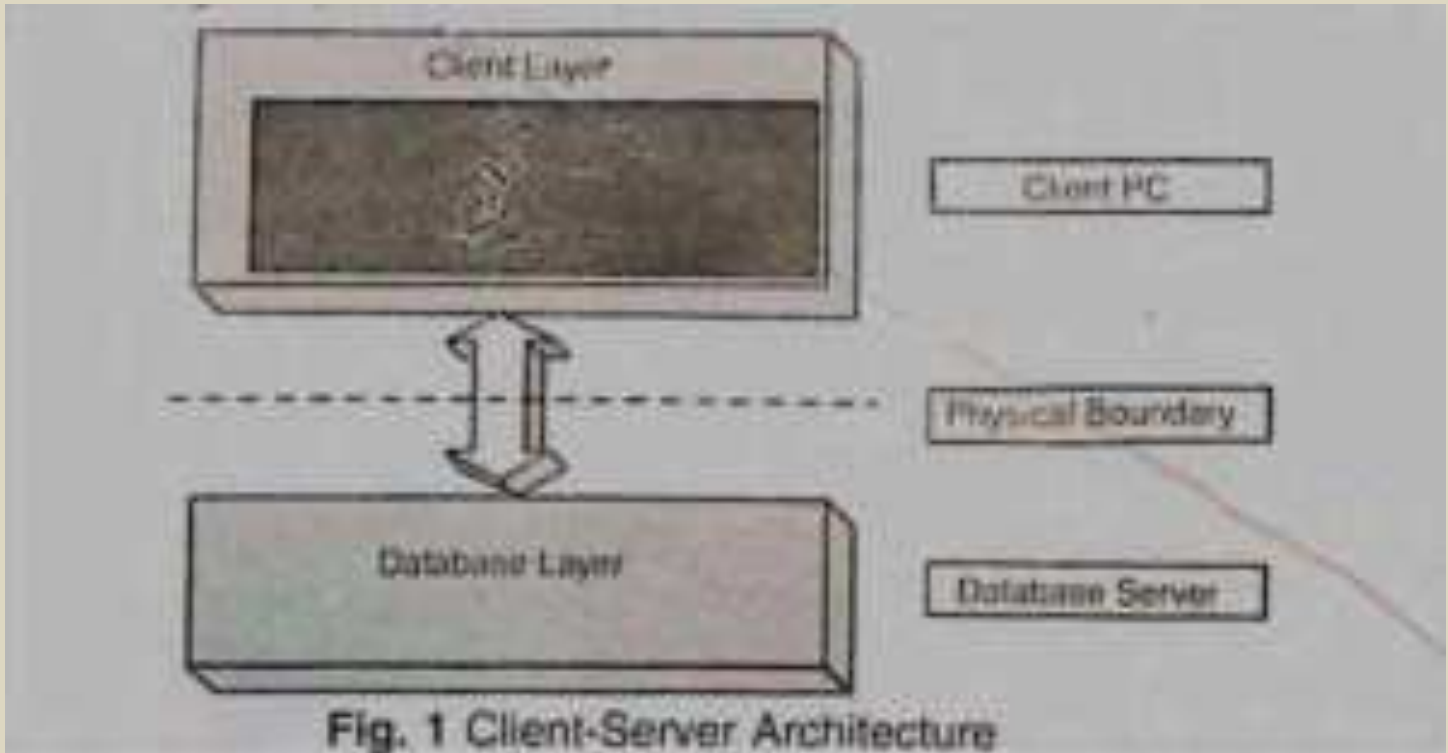 Client Layer
Client PC
Physical Boundary
Database Layer
Database Server
Fig. 1 Client-Server Architecture